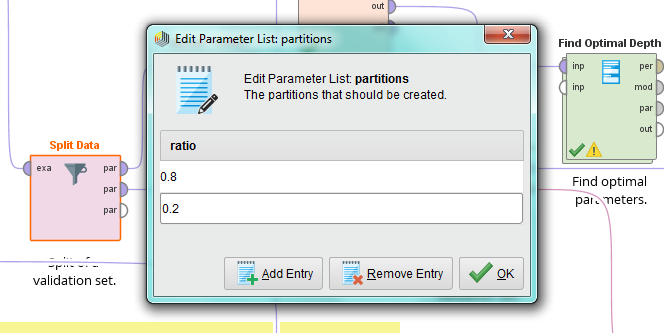 out
Edit Parameter List: partitions
Edit Parameter List: partitions
The partitions that should be created.
ratio
0.8
0.2
Add Entry
Remove Entry
OK
Split Data
exa
par
par
par
validation set.
Find Optimal Depth
inp
per
inp
mod
par
out
Find optimal
parameters.